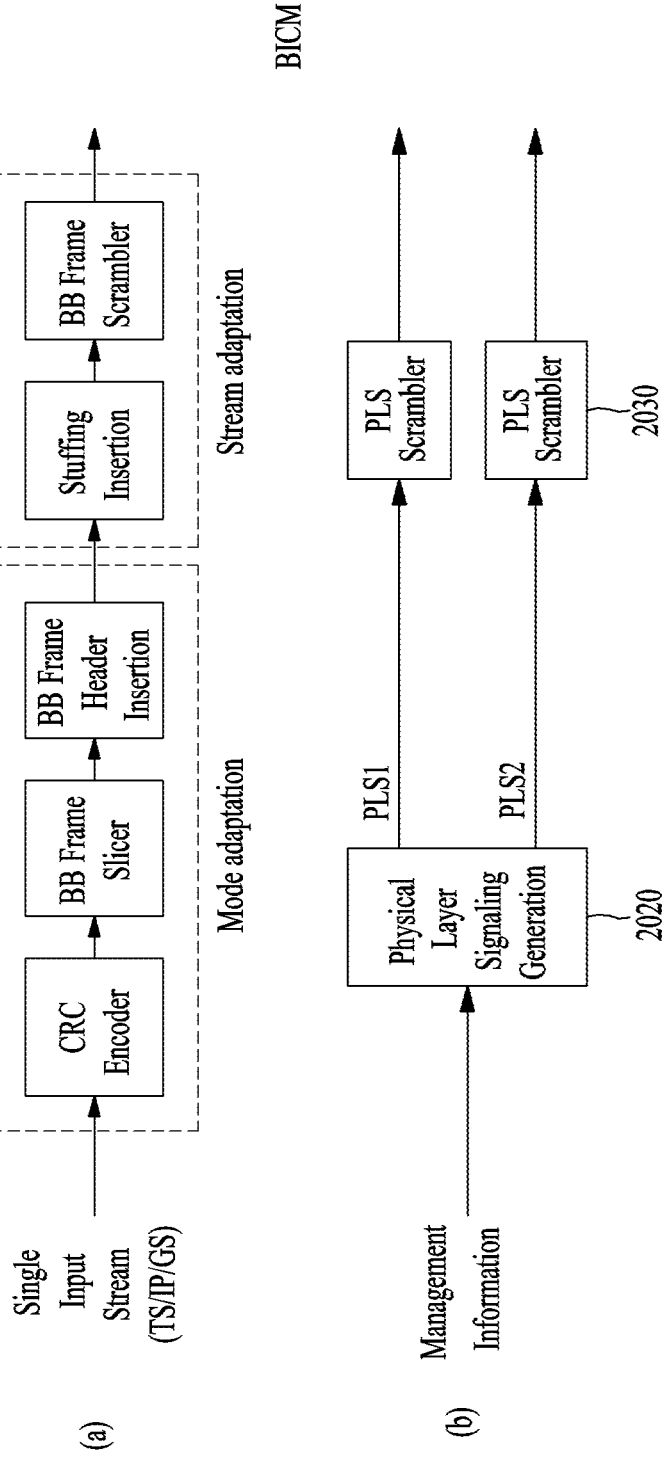 (a)
Single
Input
Stream
(TS/IP/GS)
CRC
Encoder
BB Frame
Slicer
BB Frame
Header
Insertion
Mode adaptation
Stuffing
Insertion
BB Frame
Scrambler
Stream adaptation
BICM
(b)
Management
Information
Physical
Layer
Signaling
Generation
2020
PLS1
PLS2
PLS
Scrambler
PLS
Scrambler
2030